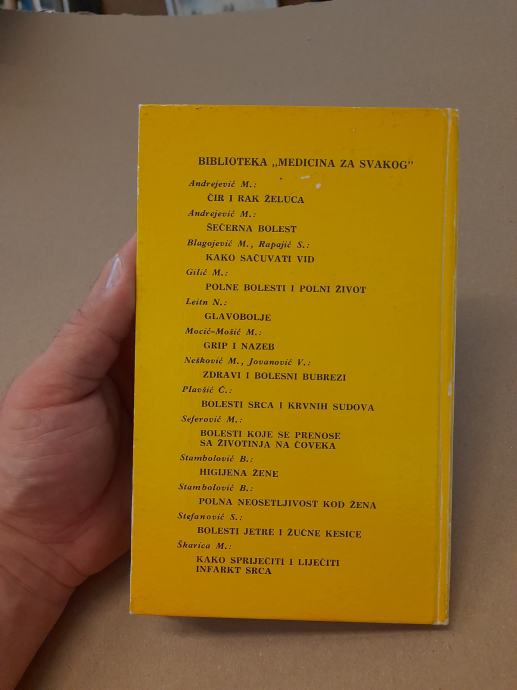 BIBLIOTEKA „MEDICINA ZA SVAKOG"
Andrejević M.:
ČIR I RAK ŽELUCA
Andrejević M.:
ŠEĆERNA BOLEST
Blagojević M., Rapajić S.:
KAKO SAČUVATI VID
Gilić M.:
POLNE BOLESTI I POLNI ŽIVOT
Leitn N.:
GLAVOBOLJE
Mocić-Mošić M.:
GRIP I NAZEB
Nešković M., Jovanović V.:
ZDRAVI I BOLESNI BUBREZI
Plavšić Č.:
BOLESTI SRCA I KRVNIH SUDOVA
Seferović M.:
BOLESTI KOJE SE PRENOSE
SA ŽIVOTINJA NA ČOVEKA
Stambolović B.:
HIGIJENA ŽENE
Stambolović B.:
POLNA NEOSETLJIVOST KOD ŽENA
Stefanović S.:
BOLESTI JETRE I ŽUČNE KESICE
Škarica M.:
KAKO SPRIJEČITI I LIJEČITI
INFARKT SRCA